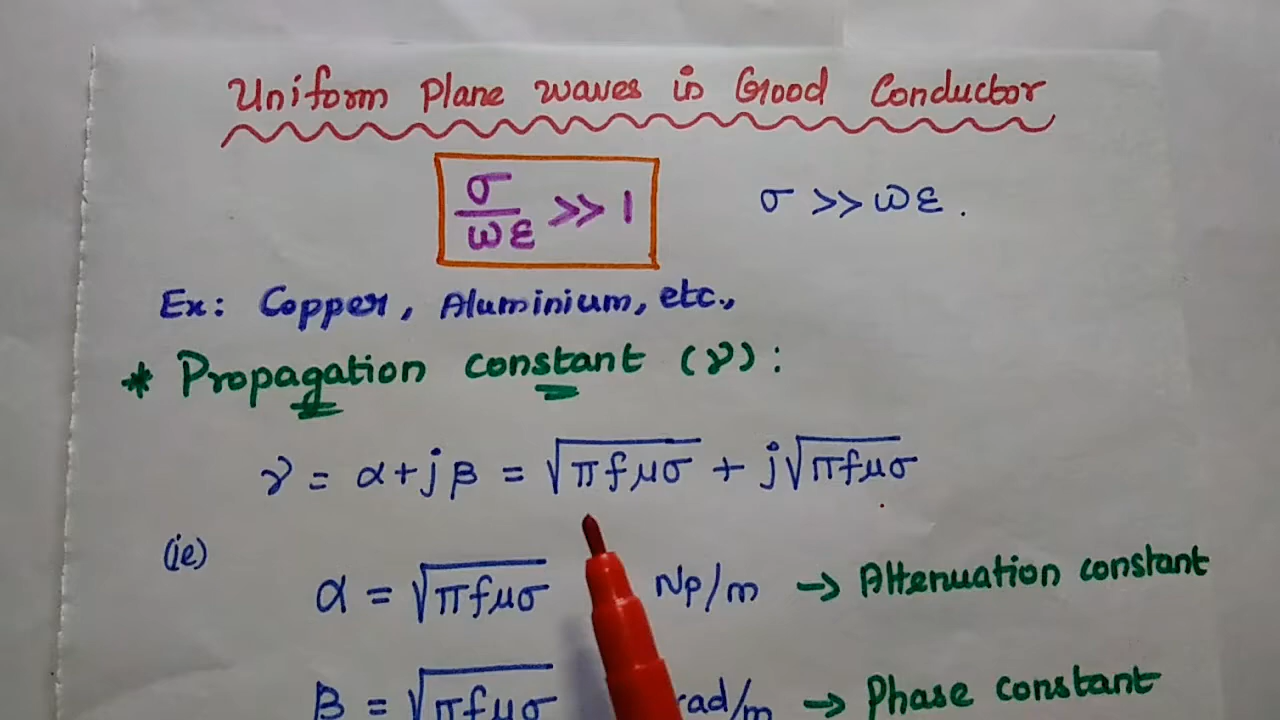 Uniform Plane waves in Good Conductor
σ/ωε >> 1    σ >> ωε.
Ex: Copper, Aluminium, etc.,
* Propagation constant (γ):
γ = α + jβ = √πfμσ + j√πfμσ
(ie)
α = √πfμσ Np/m → Attenuation constant
β = √πfμσ rad/m → Phase constant